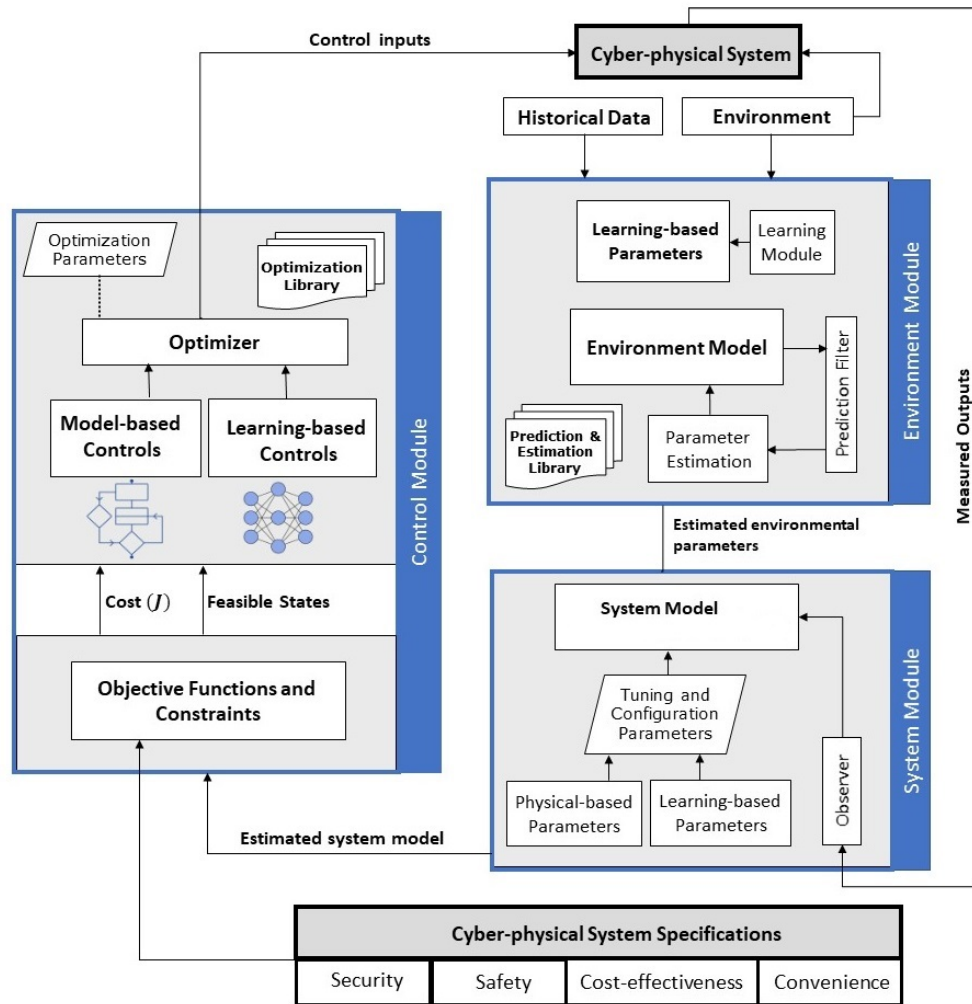 Control inputs
Cyber-physical System
Historical Data
Environment
Optimization
Parameters
Optimization
Library
Optimizer
Model-based
Controls
Learning-based
Controls
Control Module
Cost (J)
Feasible States
Objective Functions and
Constraints
Learning-based
Parameters
Learning
Module
Environment Model
Prediction Filter
Prediction &
Estimation
Library
Parameter
Estimation
Environment Module
Measured Outputs
Estimated environmental
parameters
System Model
Tuning and
Configuration
Parameters
Physical-based
Parameters
Learning-based
Parameters
Observer
System Module
Estimated system model
Cyber-physical System Specifications
Security
Safety
Cost-effectiveness
Convenience